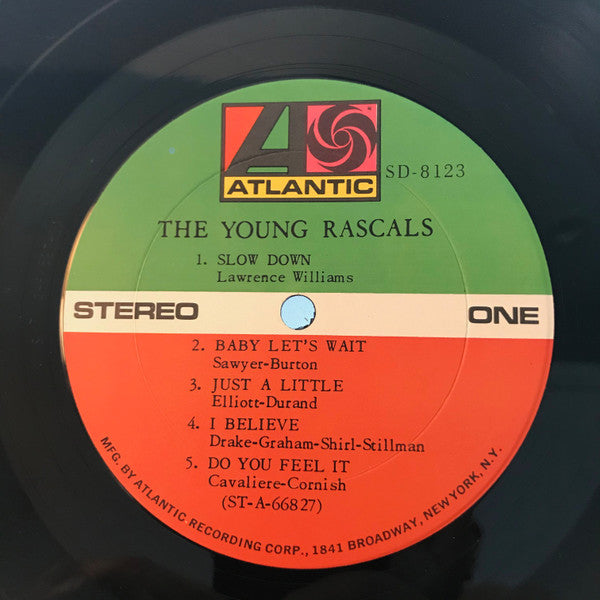 ATLANTIC
SD-8123
THE YOUNG RASCALS
1. SLOW DOWN
Lawrence Williams
STEREO ONE
2. BABY LET'S WAIT
Sawyer-Burton
3. JUST A LITTLE
Elliott-Durand
4. I BELIEVE
Drake-Graham-Shirl-Stillman
5. DO YOU FEEL IT
Cavaliere-Cornish
(ST-A-66827)
MFG. BY ATLANTIC RECORDING CORP., 1841 BROADWAY, NEW YORK, N.Y.